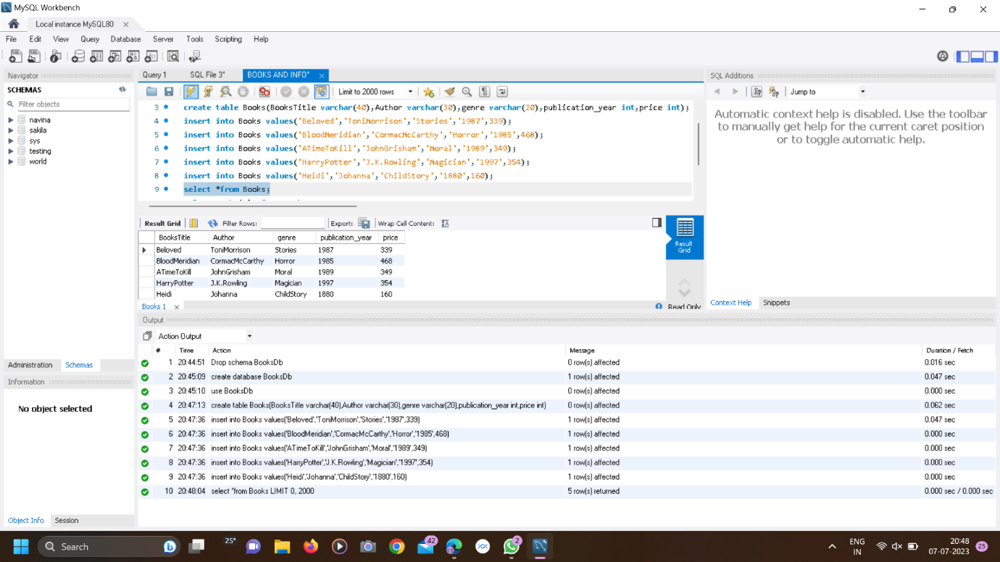 MySQL Workbench
Local instance MySQL80
File Edit View Query Database Server Tools Scripting Help
Navigator
SCHEMAS
Filter objects
navina
sakila
sys
testing
world
Administration Schemas
Information
No object selected
Object Info Session
Query 1 SQL File 3* BOOKS AND INFO*
Limit to 2000 rows
3 create table Books(BooksTitle varchar(40),Author varchar(30),genre varchar(20),publication_year int,price int);
4 insert into Books values('Beloved','ToniMorrison','Stories','1987',339);
5 insert into Books values('BloodMeridian','CormacMcCarthy','Horror','1985',468);
6 insert into Books values('ATimeToKill','JohnGrisham','Moral','1989',349);
7 insert into Books values('HarryPotter','J.K.Rowling','Magician','1997',354);
8 insert into Books values('Heidi','Johanna','ChildStory','1880',160);
9 select *from Books;
Result Grid Filter Rows: Export: Wrap Cell Content:
BooksTitle Author genre publication_year price
Beloved ToniMorrison Stories 1987 339
BloodMeridian CormacMcCarthy Horror 1985 468
ATimeToKill JohnGrisham Moral 1989 349
HarryPotter J.K.Rowling Magician 1997 354
Heidi Johanna ChildStory 1880 160
Result
Grid
Books 1
Read Only
SQL Additions
Jump to
Automatic context help is disabled. Use the toolbar
to manually get help for the current caret position
or to toggle automatic help.
Context Help Snippets
Output
Action Output
# Time Action Message Duration / Fetch
1 20:44:51 Drop schema BooksDb 0 row(s) affected 0.016 sec
2 20:45:09 create database BooksDb 1 row(s) affected 0.047 sec
3 20:45:10 use BooksDb 0 row(s) affected 0.000 sec
4 20:47:13 create table Books(BooksTitle varchar(40),Author varchar(30),genre varchar(20),publication_year int,price int) 0 row(s) affected 0.062 sec
5 20:47:36 insert into Books values('Beloved','ToniMorrison','Stories','1987',339) 1 row(s) affected 0.047 sec
6 20:47:36 insert into Books values('BloodMeridian','CormacMcCarthy','Horror','1985',468) 1 row(s) affected 0.000 sec
7 20:47:36 insert into Books values('ATimeToKill','JohnGrisham','Moral','1989',349) 1 row(s) affected 0.000 sec
8 20:47:36 insert into Books values('HarryPotter','J.K.Rowling','Magician','1997',354) 1 row(s) affected 0.000 sec
9 20:47:36 insert into Books values('Heidi','Johanna','ChildStory','1880',160) 1 row(s) affected 0.000 sec
10 20:48:04 select *from Books LIMIT 0, 2000 5 row(s) returned 0.000 sec / 0.000 sec
Search
25°
42
2
ENG
IN
20:48
07-07-2023
25